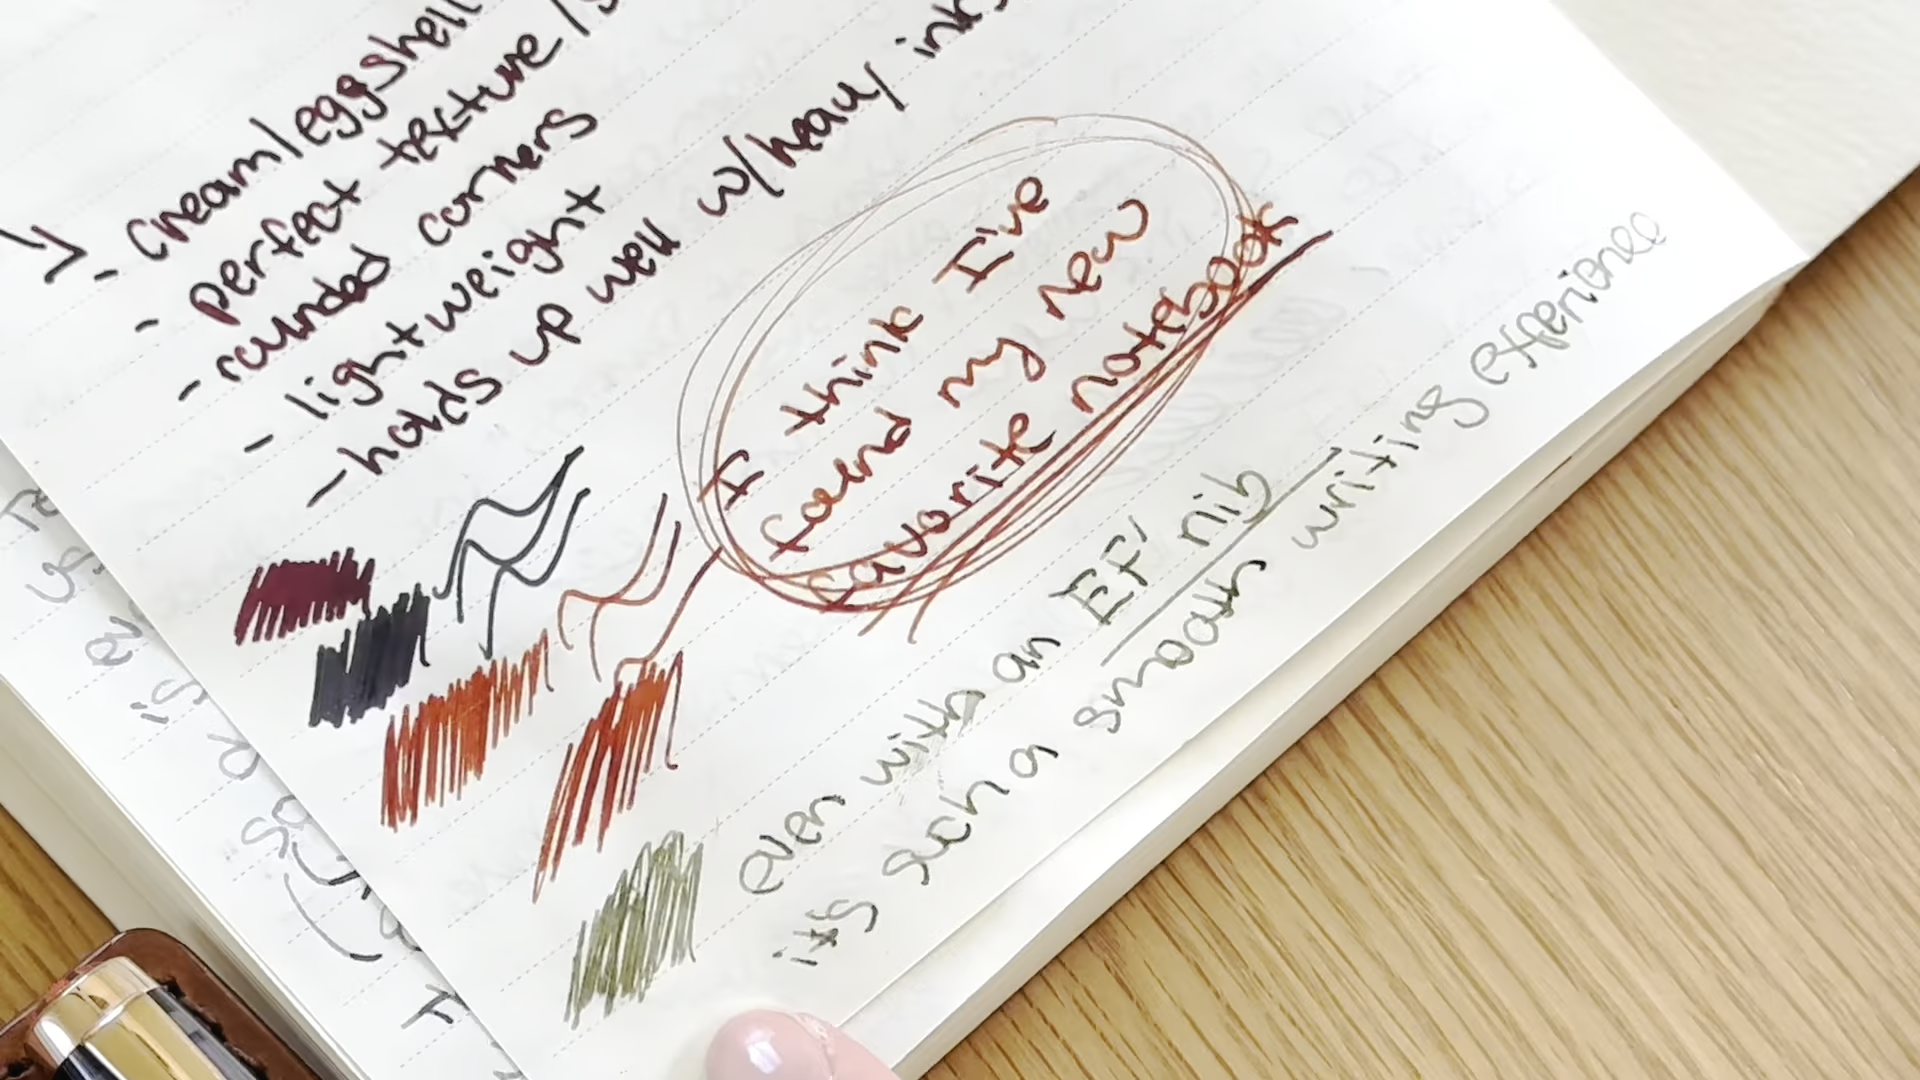 - cream/eggshell
- perfect texture/
- rounded corners
- lightweight
- holds up well w/heavy
I think I've
found my new
favorite notebook
even with an EF nib
it's such a smooth writing experience